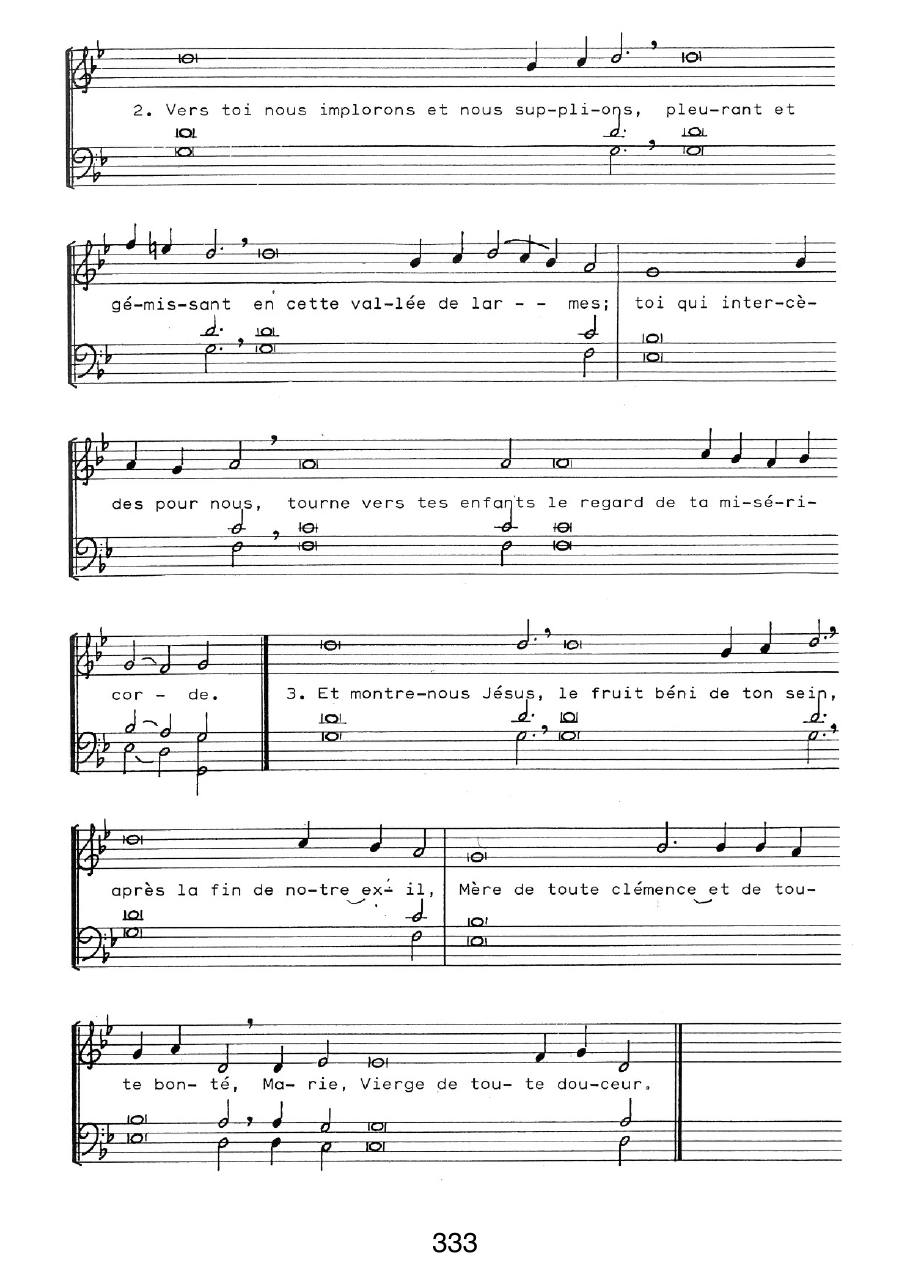 2. Vers toi nous implorons et nous sup-pli-ons, pleu-rant et
gé-mis-sant en cette val-lée de lar - - mes; toi qui inter-cè-
des pour nous, tourne vers tes enfants le regard de ta mi-sé-ri-
cor - de. 3. Et montre-nous Jésus, le fruit béni de ton sein,
après la fin de no-tre ex- il, Mère de toute clémence et de tou-
te bon- té, Ma- rie, Vierge de tou- te dou-ceur.
333